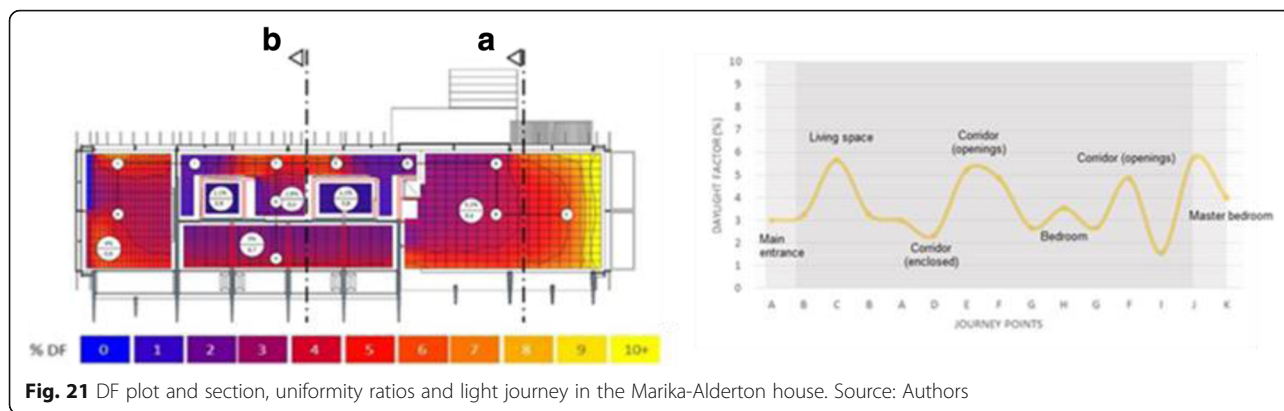 b
a
% DF 0 1 2 3 4 5 6 7 8 9 10+
DAYLIGHT FACTOR (%)
10
9
8
7
6
5
4
3
2
1
0
Main
entrance
Living space
Corridor
(enclosed)
Corridor
(openings)
Bedroom
Corridor (openings)
Master bedroom
A B C B A D E F G H G F I J K
JOURNEY POINTS
Fig. 21 DF plot and section, uniformity ratios and light journey in the Marika-Alderton house. Source: Authors